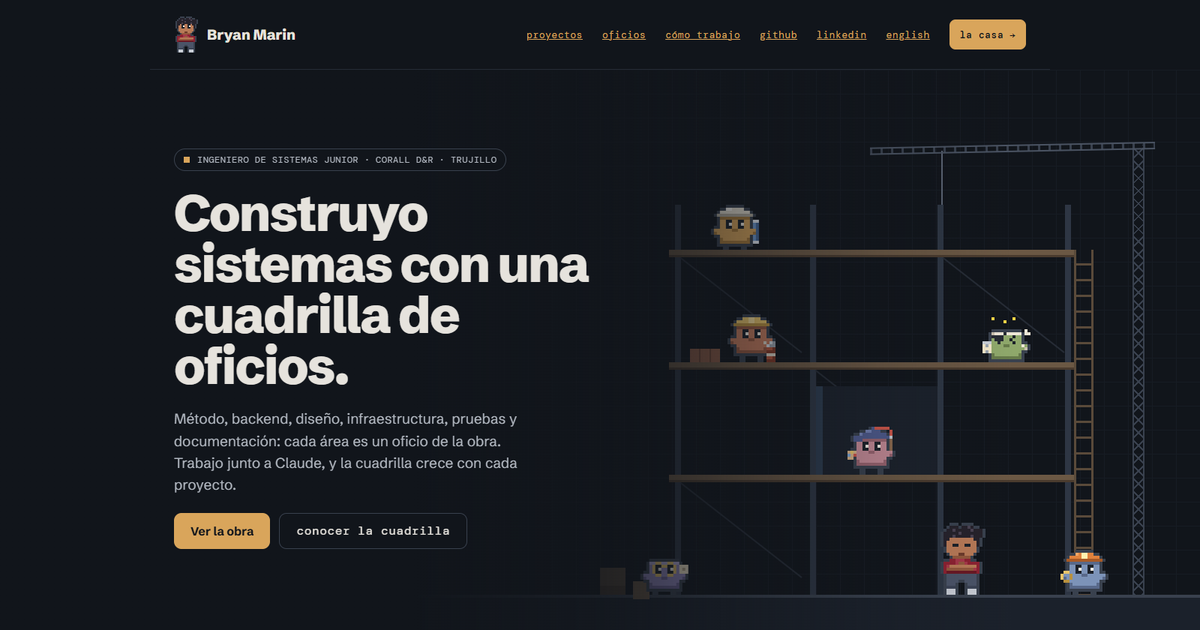 Bryan Marin
proyectos oficios cómo trabajo github linkedin english la casa →
INGENIERO DE SISTEMAS JUNIOR · CORALL D&R · TRUJILLO
Construyo
sistemas con una
cuadrilla de
oficios.
Método, backend, diseño, infraestructura, pruebas y
documentación: cada área es un oficio de la obra.
Trabajo junto a Claude, y la cuadrilla crece con cada
proyecto.
Ver la obra conocer la cuadrilla